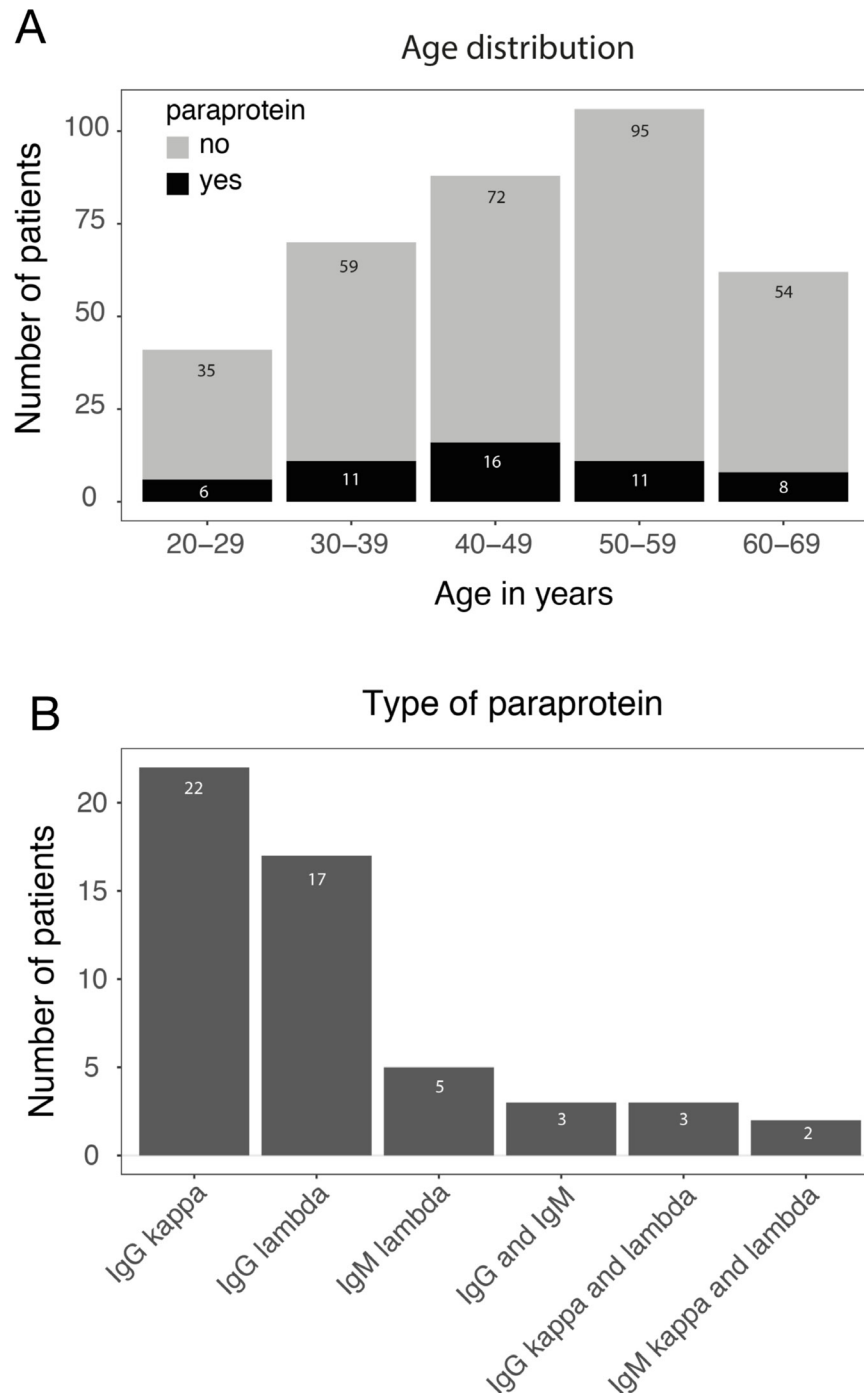 A
Age distribution
Number of patients
100
75
50
25
0
paraprotein
no
yes
35
6
59
11
72
16
95
11
54
8
20–29
30–39
40–49
50–59
60–69
Age in years
B
Type of paraprotein
Number of patients
20
15
10
5
0
22
17
5
3
3
2
IgG kappa
IgG lambda
IgM lambda
IgG and IgM
IgG kappa and lambda
IgM kappa and lambda